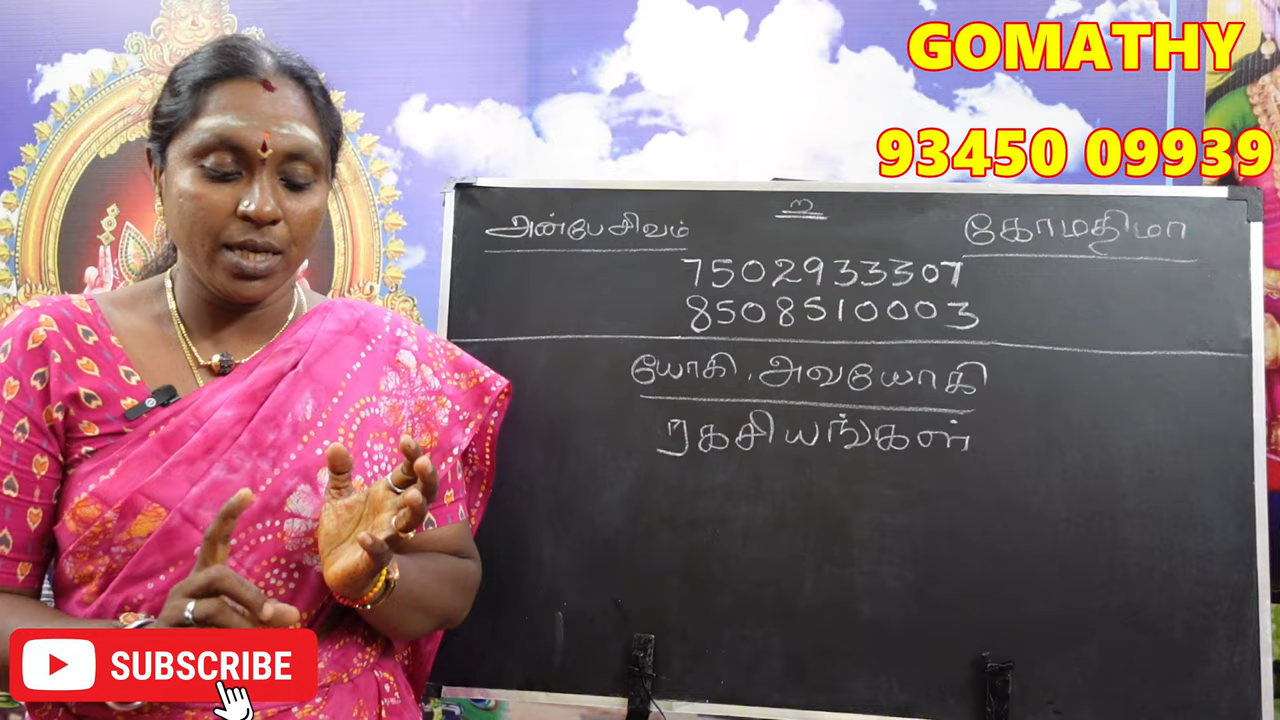 GOMATHY
93450 09939
உ
அன்பே சிவம்
கோமதிமா
7502933307
8508510003
யோகி, அவயோகி
ரகசியங்கள்
SUBSCRIBE